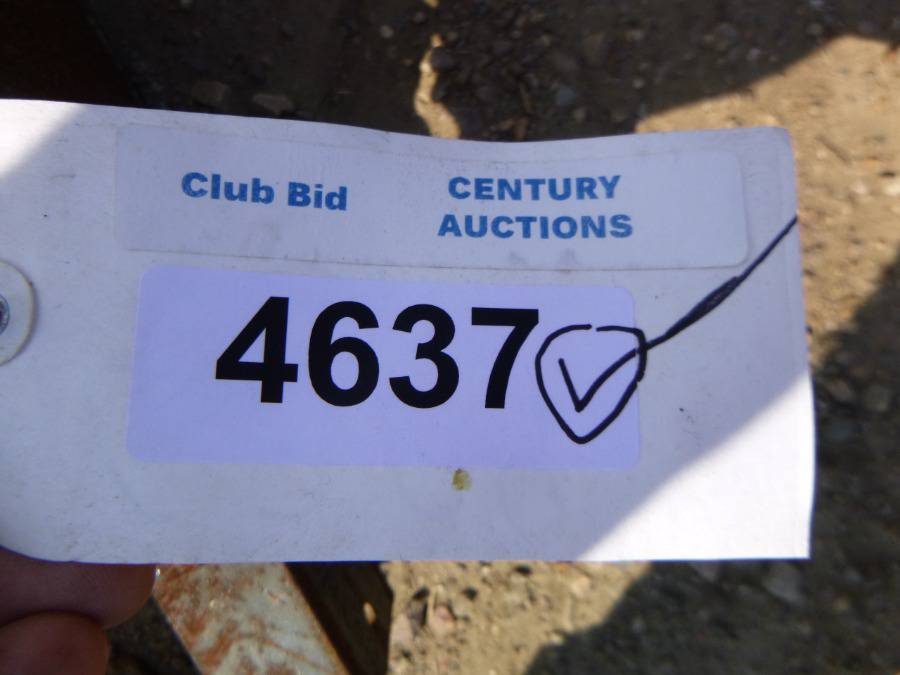 Club Bid
CENTURY
AUCTIONS
4637